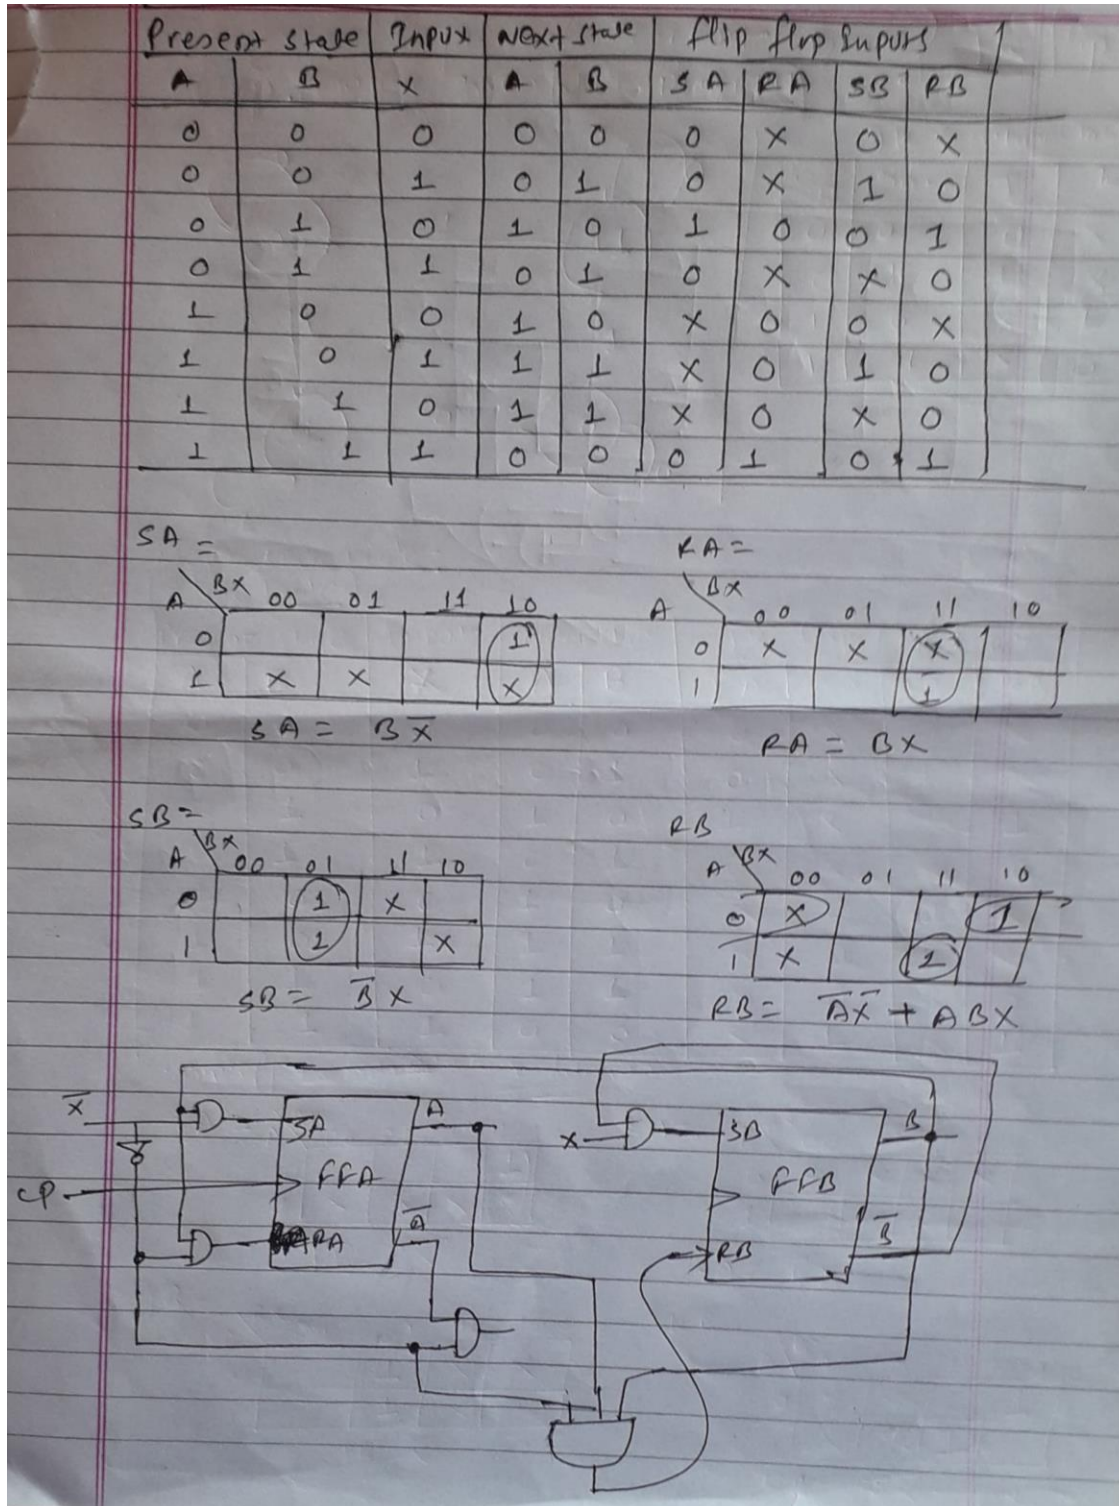 Present state Input Next state flip flop Inputs
A B X A B SA RA SB RB
0 0 0 0 0 0 X 0 X
0 0 1 0 1 0 X 1 0
0 1 0 1 0 1 0 0 1
0 1 1 0 1 0 X X 0
1 0 0 1 0 X 0 0 X
1 0 1 1 1 X 0 1 0
1 1 0 1 1 X 0 X 0
1 1 1 0 0 0 1 0 1
SA = RA =
A BX 00 01 11 10 A BX 00 01 11 10
0 1 0 X X X
1 X X X 1 1
SA = BX̅ RA = BX
SB = RB
A BX 00 01 11 10 A BX 00 01 11 10
0 1 X 0 X 1
1 1 X 1 X 1
SB = B̅X RB = A̅X̅ + ABX
X̅ SA A X SB B
CP FFA FFB
RA A̅ RB B̅